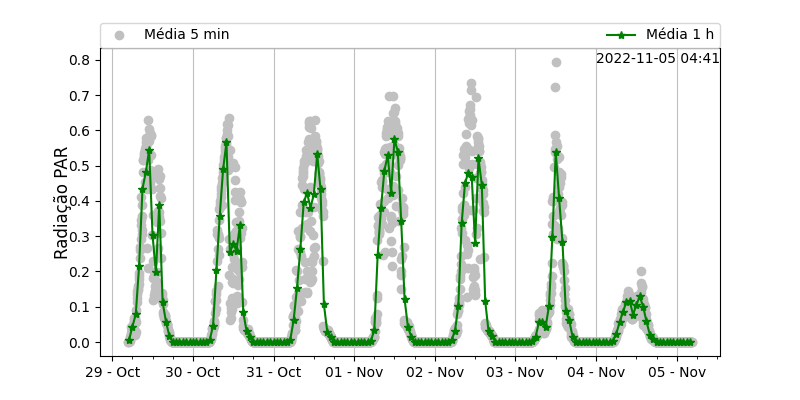 Média 5 min
Média 1 h
2022-11-05 04:41
Radiação PAR
0.8
0.7
0.6
0.5
0.4
0.3
0.2
0.1
0.0
29 - Oct
30 - Oct
31 - Oct
01 - Nov
02 - Nov
03 - Nov
04 - Nov
05 - Nov